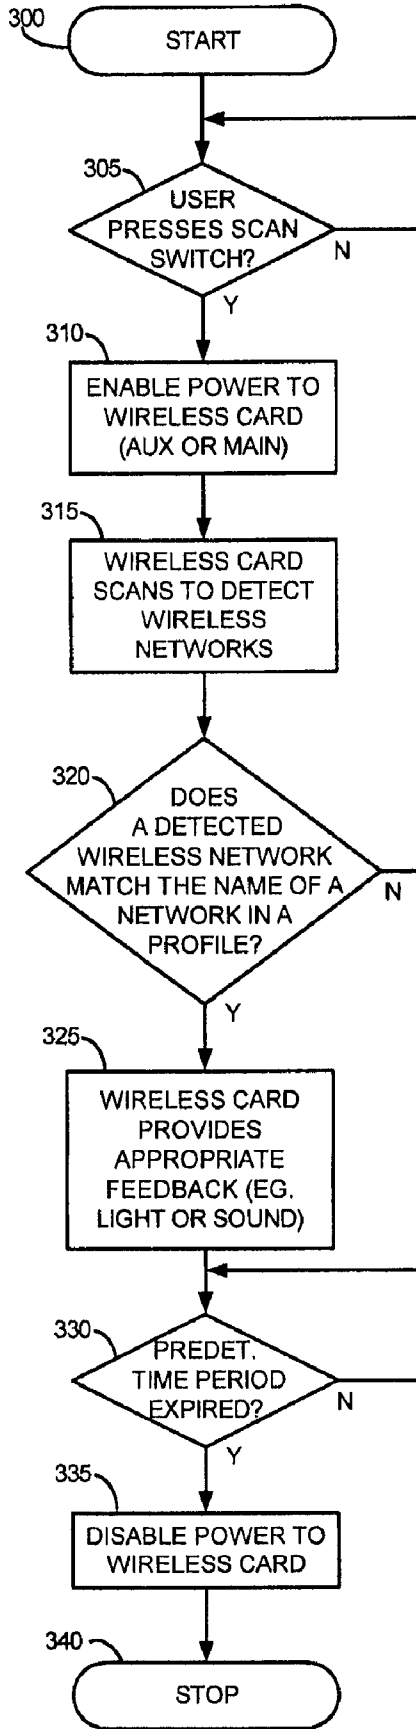 300
START
305
USER
PRESSES SCAN
SWITCH?
N
Y
310
ENABLE POWER TO
WIRELESS CARD
(AUX OR MAIN)
315
WIRELESS CARD
SCANS TO DETECT
WIRELESS
NETWORKS
320
DOES
A DETECTED
WIRELESS NETWORK
MATCH THE NAME OF A
NETWORK IN A
PROFILE?
N
Y
325
WIRELESS CARD
PROVIDES
APPROPRIATE
FEEDBACK (EG.
LIGHT OR SOUND)
330
PREDET.
TIME PERIOD
EXPIRED?
N
Y
335
DISABLE POWER TO
WIRELESS CARD
340
STOP